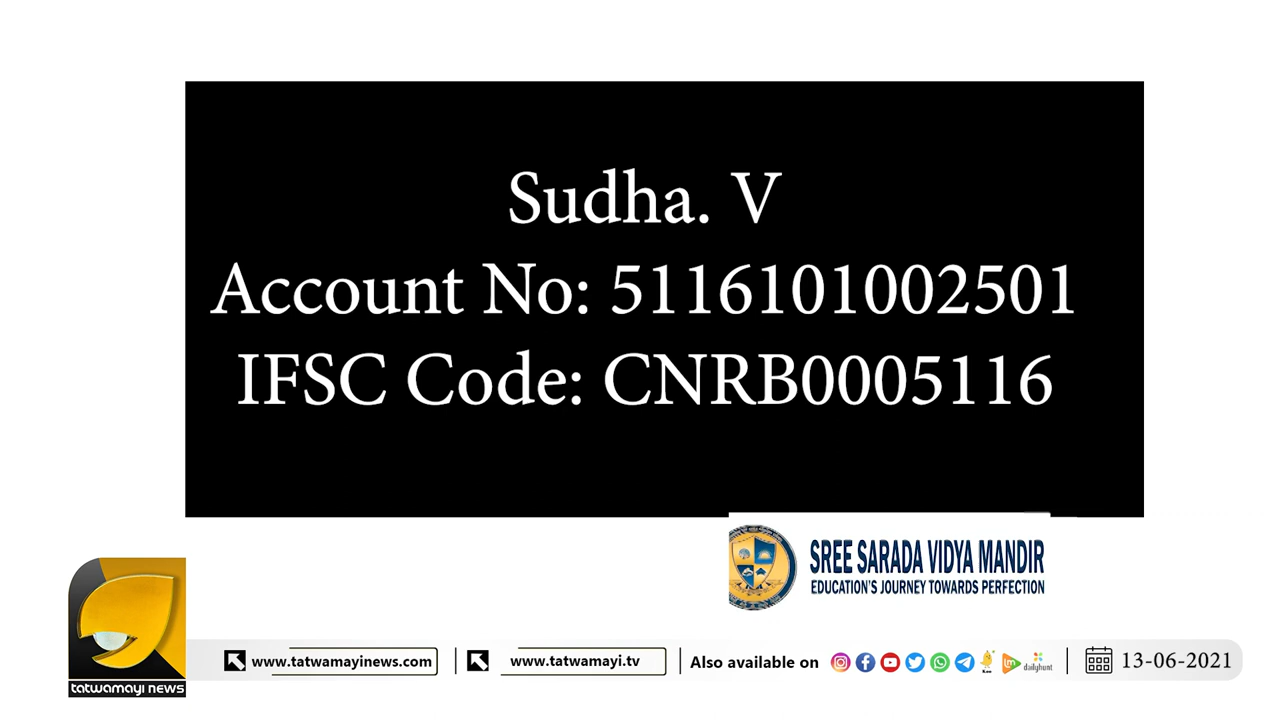 Sudha. V
Account No: 5116101002501
IFSC Code: CNRB0005116
SREE SARADA VIDYA MANDIR
EDUCATION'S JOURNEY TOWARDS PERFECTION
tatwamayi news
www.tatwamayinews.com
www.tatwamayi.tv
Also available on
dailyhunt
13-06-2021